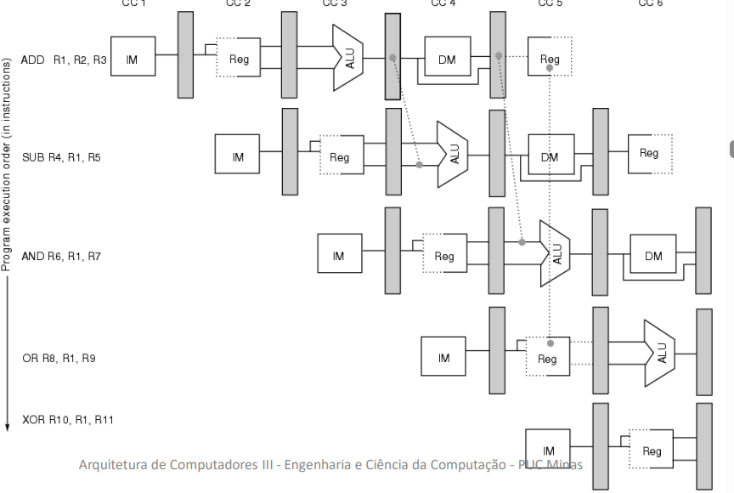 CC 1 CC 2 CC 3 CC 4 CC 5 CC 6
Program execution order (in instructions)
ADD R1, R2, R3 IM Reg ALU DM Reg
SUB R4, R1, R5 IM Reg ALU DM Reg
AND R6, R1, R7 IM Reg ALU DM
OR R8, R1, R9 IM Reg ALU
XOR R10, R1, R11 IM Reg
Arquitetura de Computadores III - Engenharia e Ciência da Computação - PUC Minas